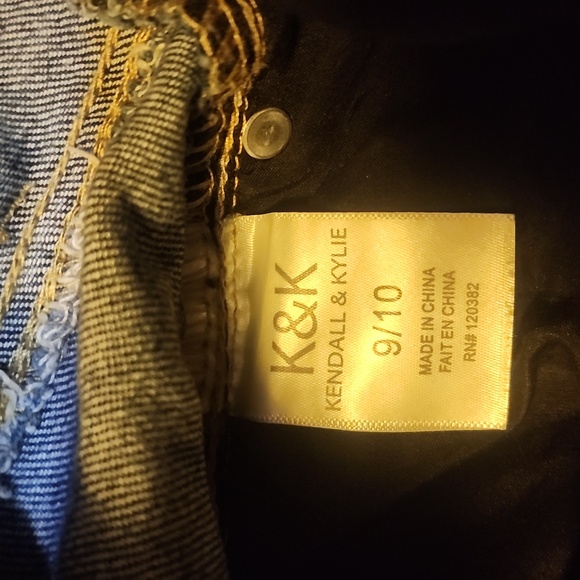 K&K
KENDALL & KYLIE
9/10
MADE IN CHINA
FAIT EN CHINA
RN# 120382